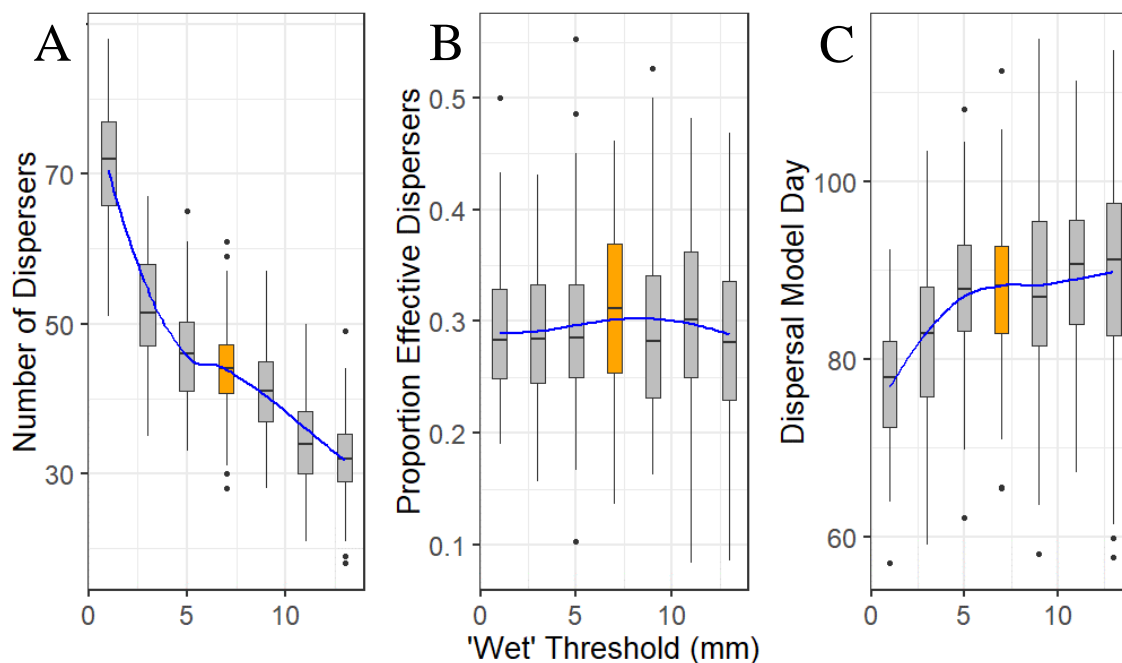 A
B
C
Number of Dispersers
70
50
30
0
5
10
Proportion Effective Dispersers
0.5
0.4
0.3
0.2
0.1
0
5
10
'Wet' Threshold (mm)
Dispersal Model Day
100
80
60
0
5
10